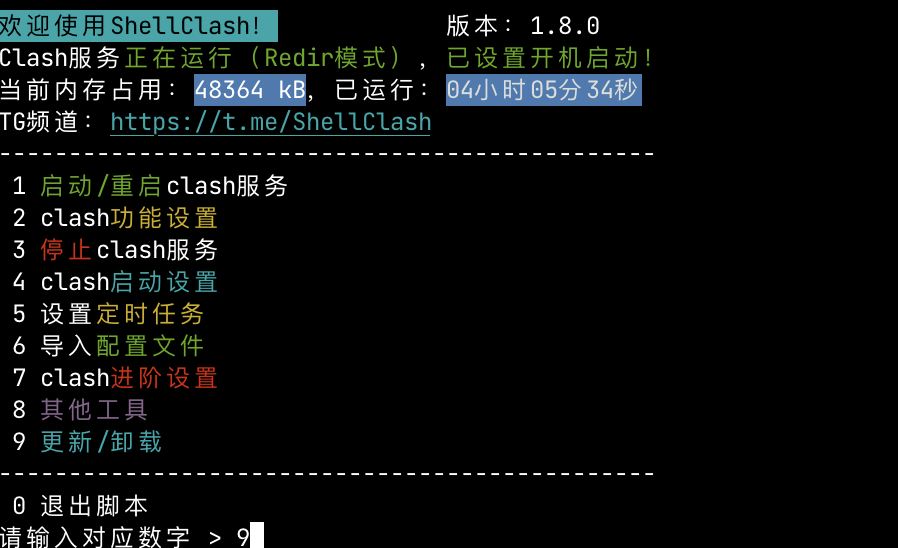 欢迎使用ShellClash! 版本：1.8.0
Clash服务正在运行（Redir模式），已设置开机启动!
当前内存占用：48364 kB，已运行：04小时05分34秒
TG频道：https://t.me/ShellClash
-----------------------------------------------
1 启动/重启clash服务
2 clash功能设置
3 停止clash服务
4 clash启动设置
5 设置定时任务
6 导入配置文件
7 clash进阶设置
8 其他工具
9 更新/卸载
-----------------------------------------------
0 退出脚本
请输入对应数字 > 9